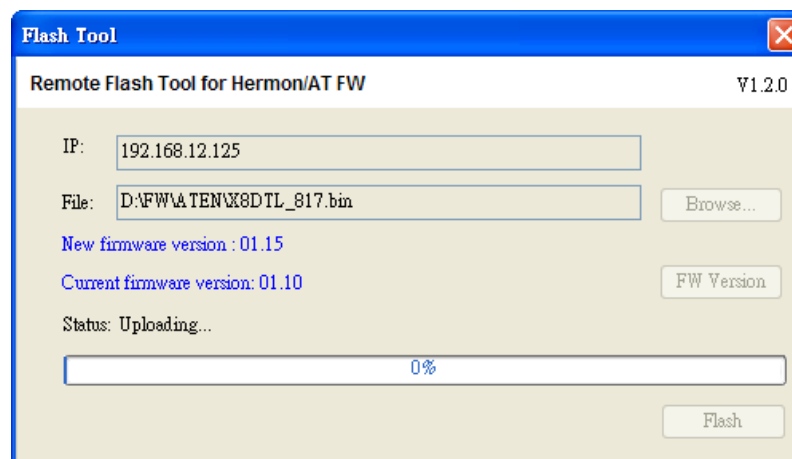 Flash Tool
Remote Flash Tool for Hermon/AT FW V1.2.0
IP: 192.168.12.125
File: D:\FW\ATEN\X8DTL_817.bin Browse...
New firmware version : 01.15
Current firmware version: 01.10 FW Version
Status: Uploading...
0%
Flash